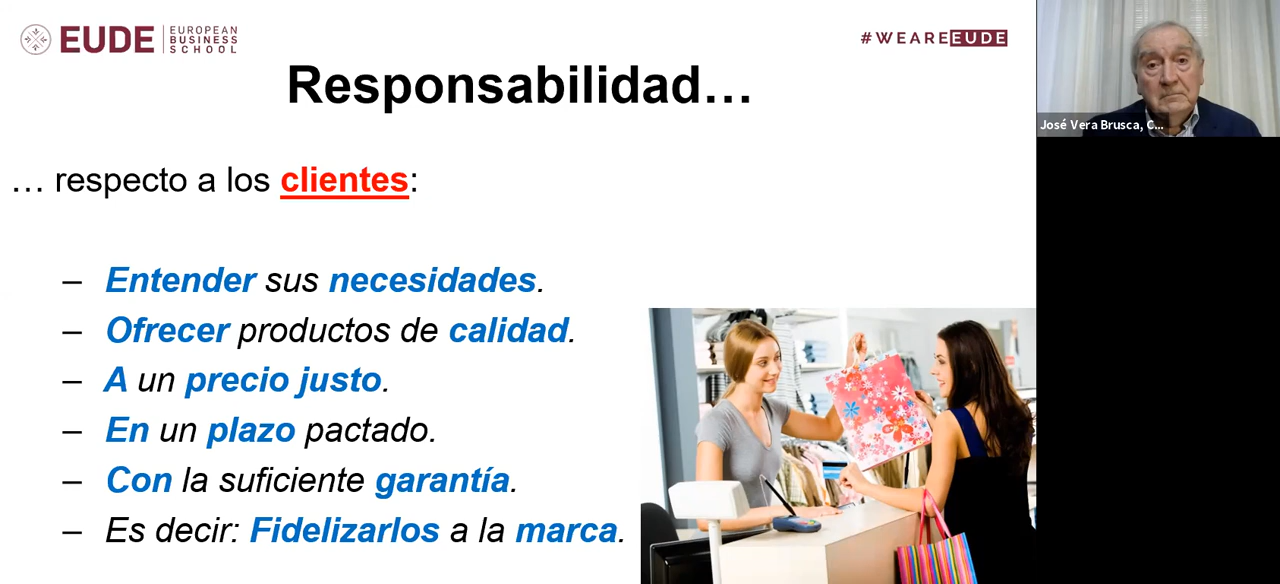 EUDE
EUROPEAN
BUSINESS
SCHOOL
#WEAREEUDE
Responsabilidad…
José Vera Brusca, C...
… respecto a los clientes:
– Entender sus necesidades.
– Ofrecer productos de calidad.
– A un precio justo.
– En un plazo pactado.
– Con la suficiente garantía.
– Es decir: Fidelizarlos a la marca.